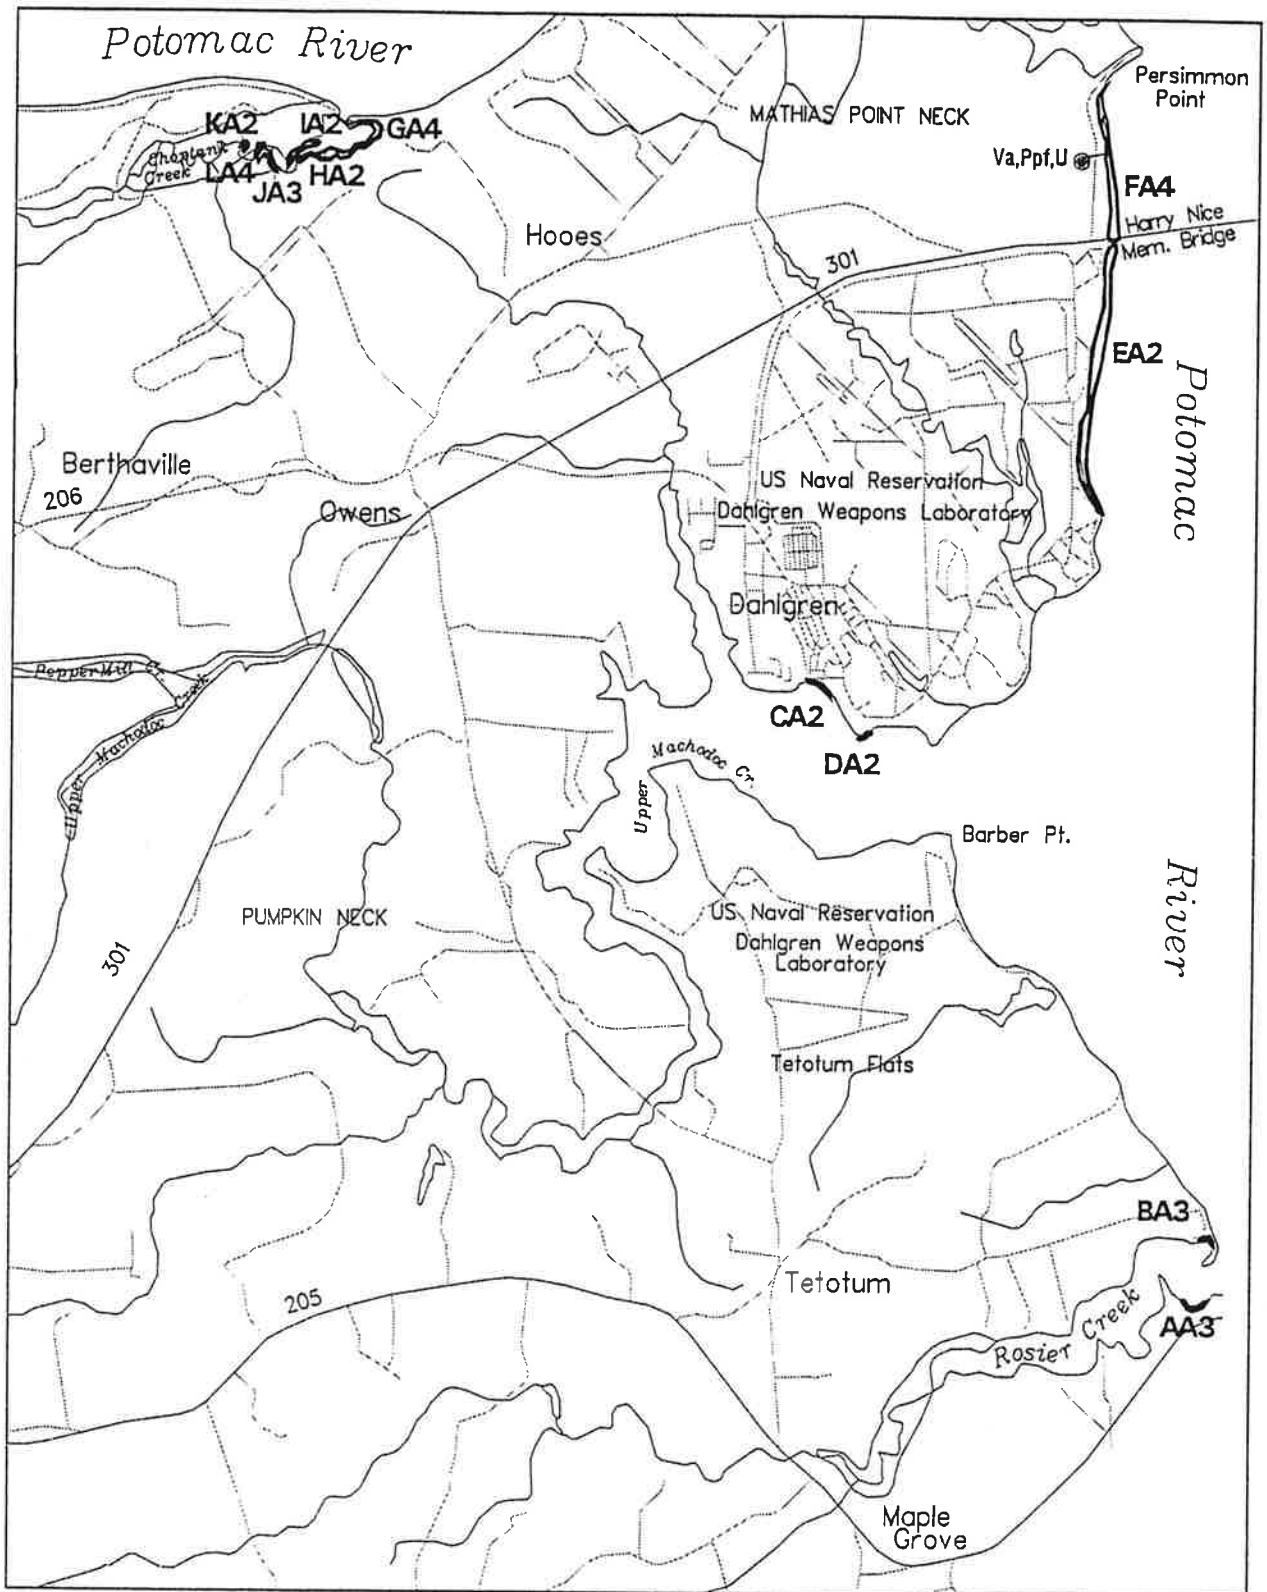 Potomac River
Persimmon
Point
MATHIAS POINT NECK
KA2
IA2
GA4
Va,Ppf,U
Choptank
Creek
LA4
HA2
JA3
FA4
Hooes
Harry Nice
Mem. Bridge
301
EA2
Potomac
Berthaville
206
Owens
US Naval Reservation
Dahlgren Weapons Laboratory
Dahlgren
Pepper Mill Cr.
Upper Machodoc Creek
CA2
DA2
Upper Machodoc Cr.
Barber Pt.
River
PUMPKIN NECK
US Naval Reservation
Dahlgren Weapons
Laboratory
301
Tetotum Flats
BA3
Tetotum
205
Rosier Creek
AA3
Maple
Grove